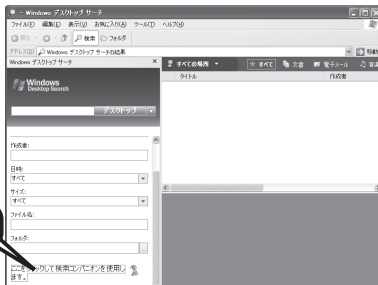 - Windows デスクトップ サーチ
ファイル(F) 編集(E) 表示(V) お気に入り(A) ツール(T) ヘルプ(H)
戻る 検索 フォルダ
アドレス(D) Windows デスクトップ サーチの結果 移動
Windows デスクトップ サーチ
すべての場所 すべて 文書 電子メール 音楽
タイトル 作成者
Windows
Desktop Search
デスクトップ
作成者:
日時:
すべて
サイズ:
すべて
ファイル名:
フォルダ:
...
ここをクリックして検索コンパニオンを使用し
ます。